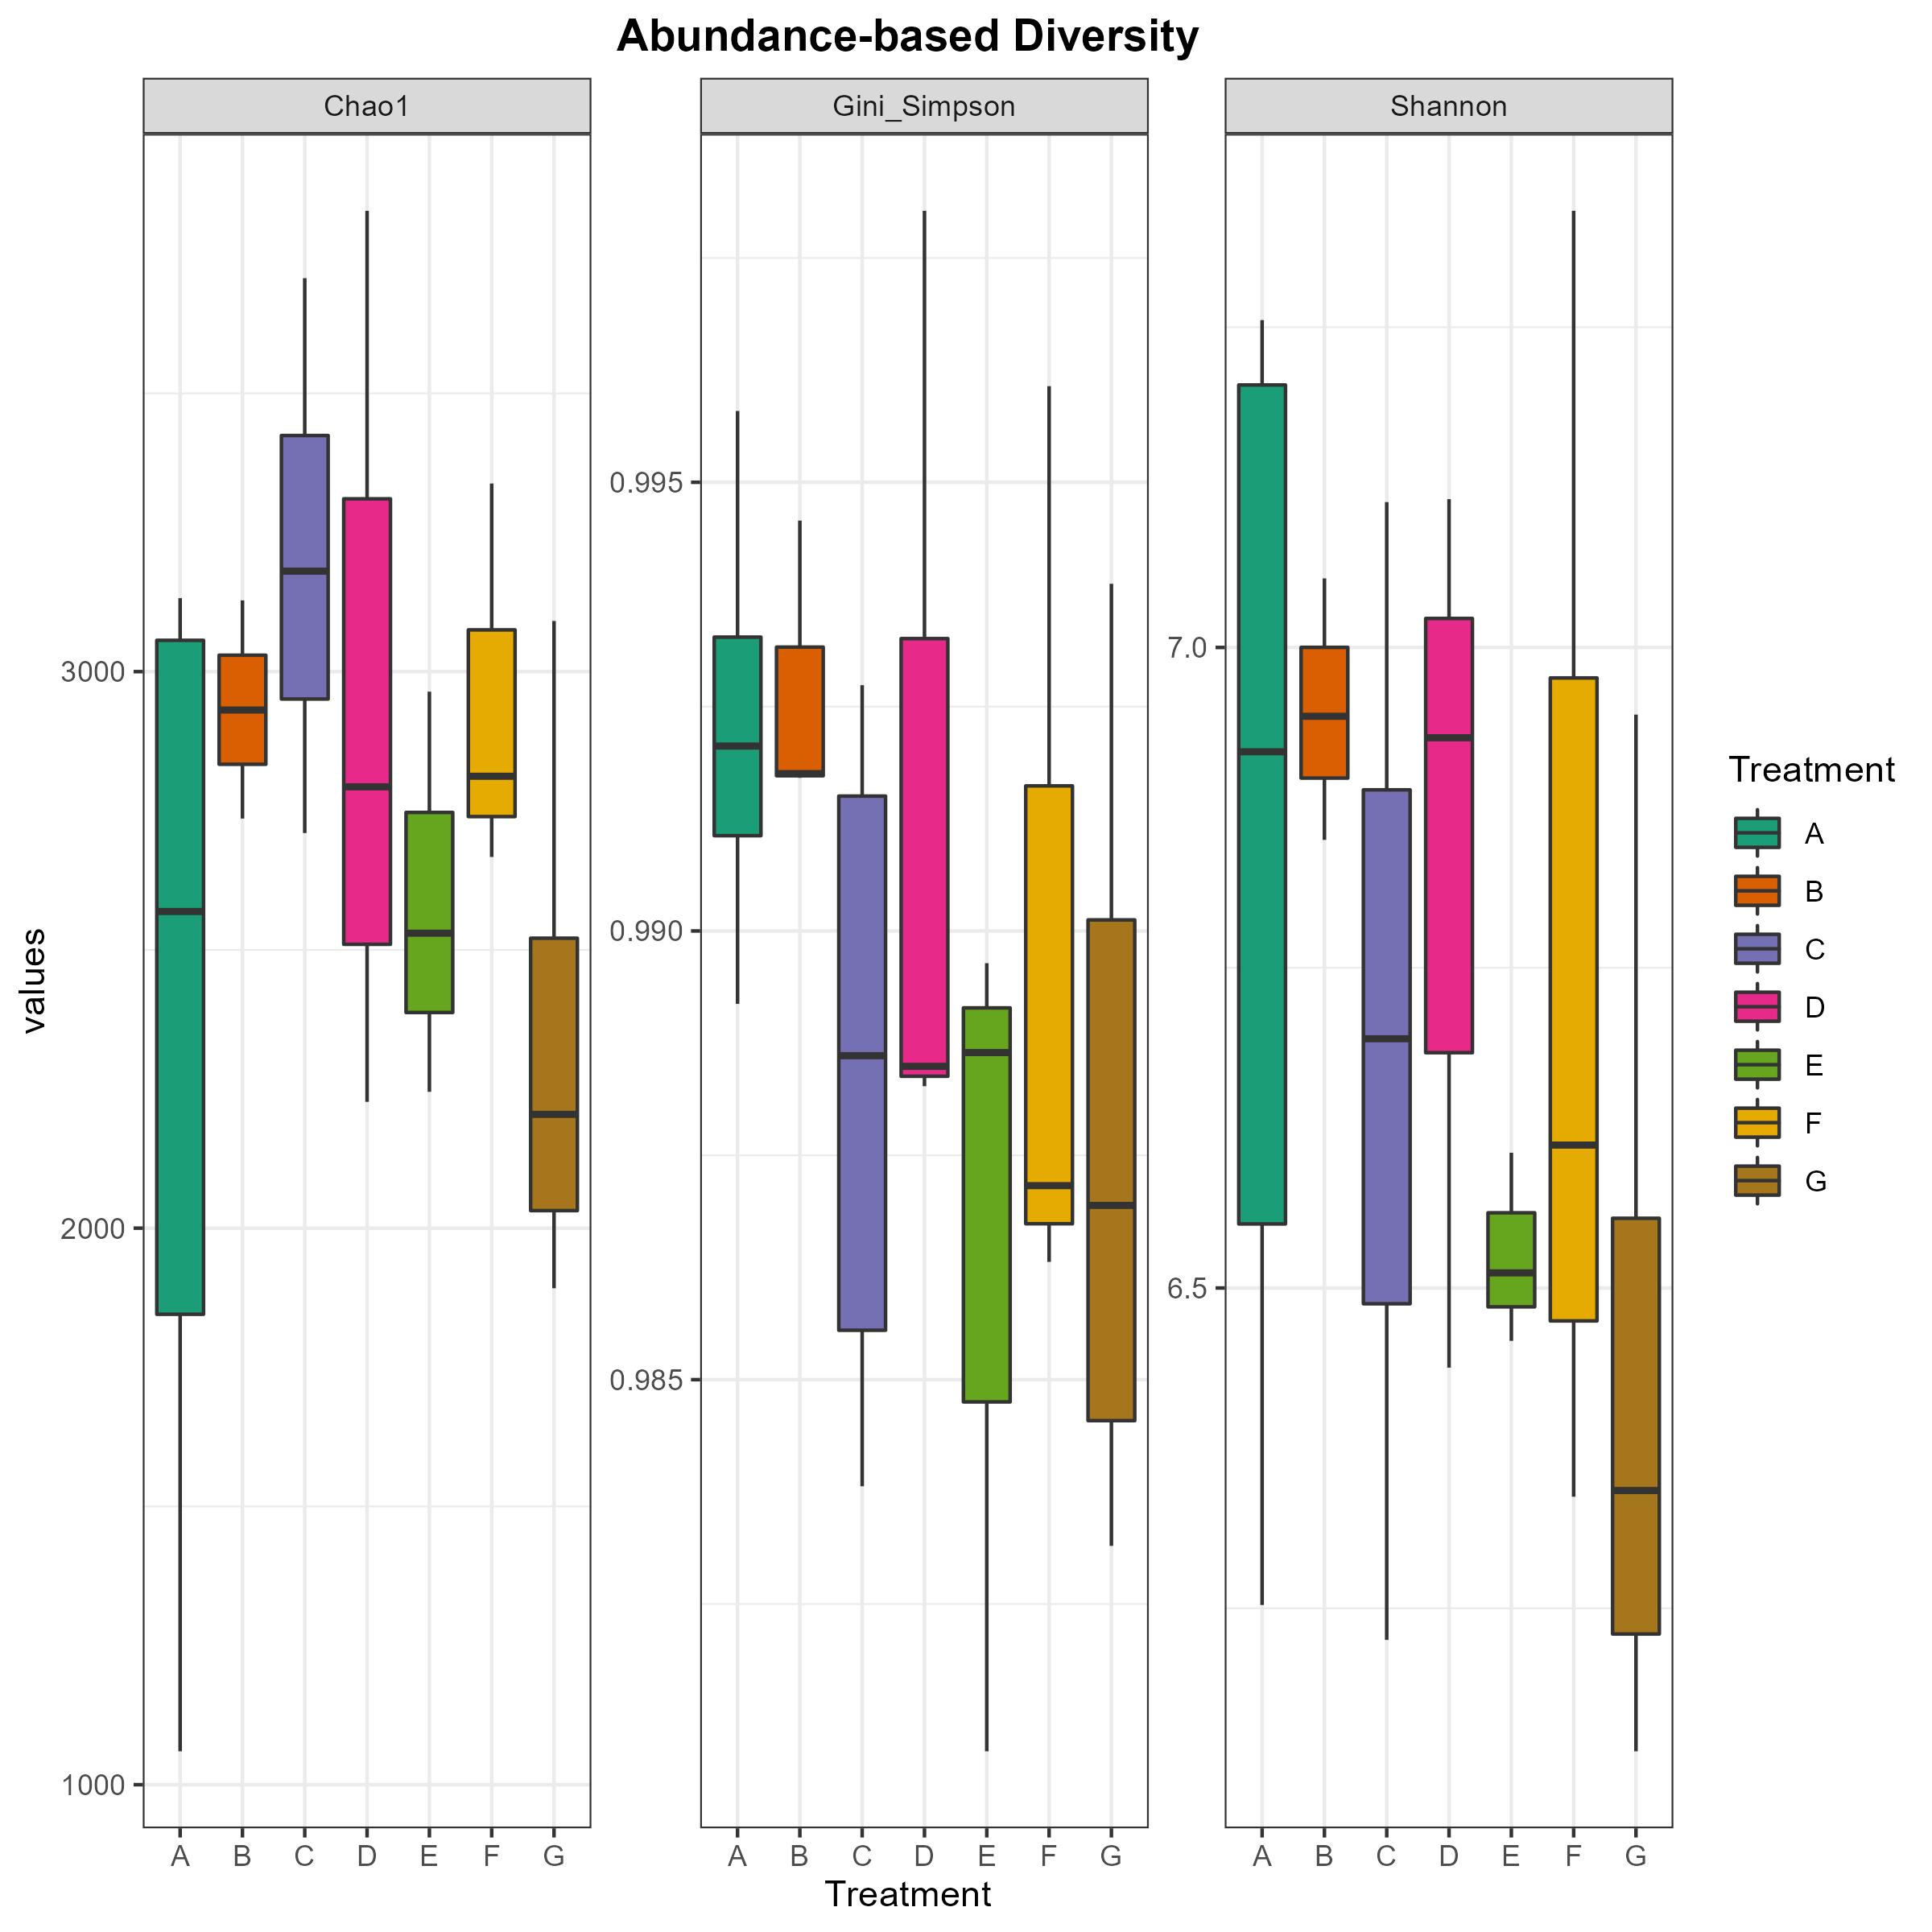 Abundance-based Diversity
Chao1
Gini_Simpson
Shannon
values
3000
2000
1000
0.995
0.990
0.985
7.0
6.5
A B C D E F G
A B C D E F G
A B C D E F G
Treatment
Treatment
A
B
C
D
E
F
G